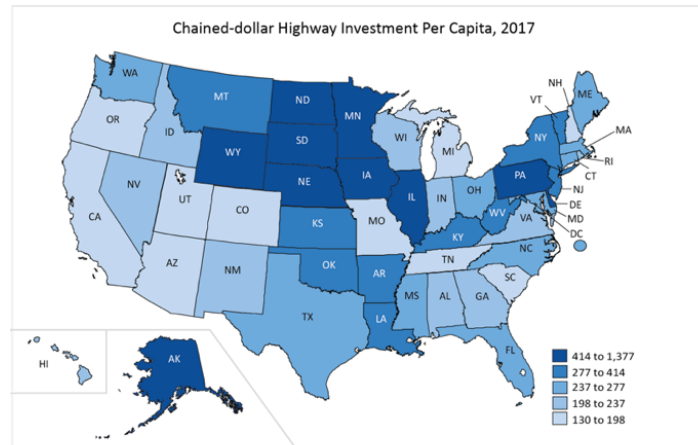 Chained-dollar Highway Investment Per Capita, 2017
WA
MT
ND
MN
OR
ID
WY
SD
WI
MI
NH
VT
ME
NY
MA
RI
CT
NV
UT
CO
NE
IA
IL
IN
OH
PA
NJ
DE
MD
DC
CA
KS
MO
KY
WV
VA
AZ
NM
OK
AR
TN
NC
SC
TX
LA
MS
AL
GA
FL
HI
AK
414 to 1,377
277 to 414
237 to 277
198 to 237
130 to 198